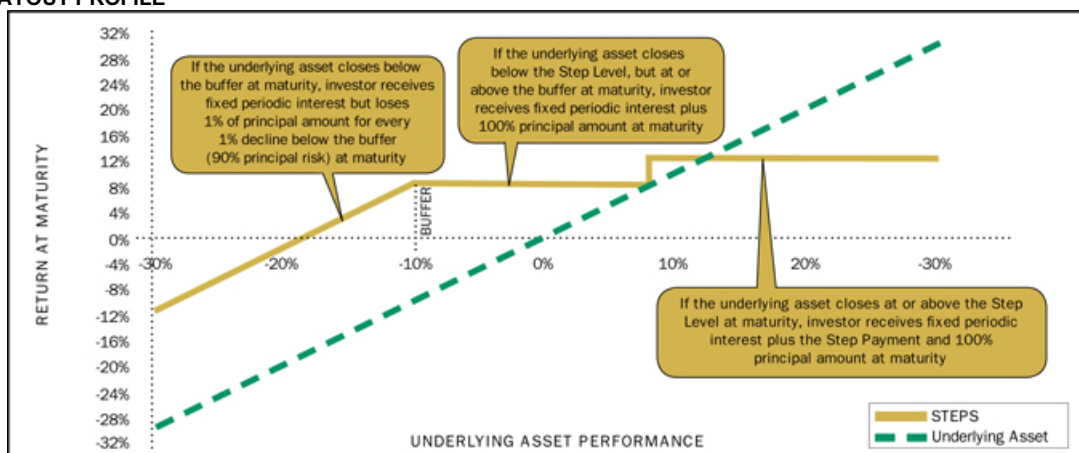 32%
28%
24%
20%
16%
12%
8%
4%
0%
-4%
-8%
-12%
-16%
-20%
-24%
-28%
-32%
RETURN AT MATURITY
If the underlying asset closes below
the buffer at maturity, investor receives
fixed periodic interest but loses
1% of principal amount for every
1% decline below the buffer
(90% principal risk) at maturity
If the underlying asset closes
below the Step Level, but at or
above the buffer at maturity, investor
receives fixed periodic interest plus
100% principal amount at maturity
BUFFER
-30%
-20%
-10%
0%
10%
20%
-30%
If the underlying asset closes at or above the Step
Level at maturity, investor receives fixed periodic
interest plus the Step Payment and 100%
principal amount at maturity
UNDERLYING ASSET PERFORMANCE
STEPS
Underlying Asset